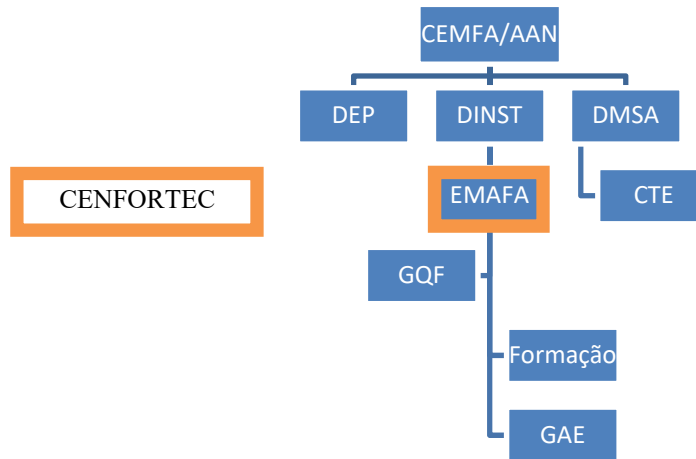 CEMFA/AAN
DEP
DINST
DMSA
CENFORTEC
EMAFA
CTE
GQF
Formação
GAE